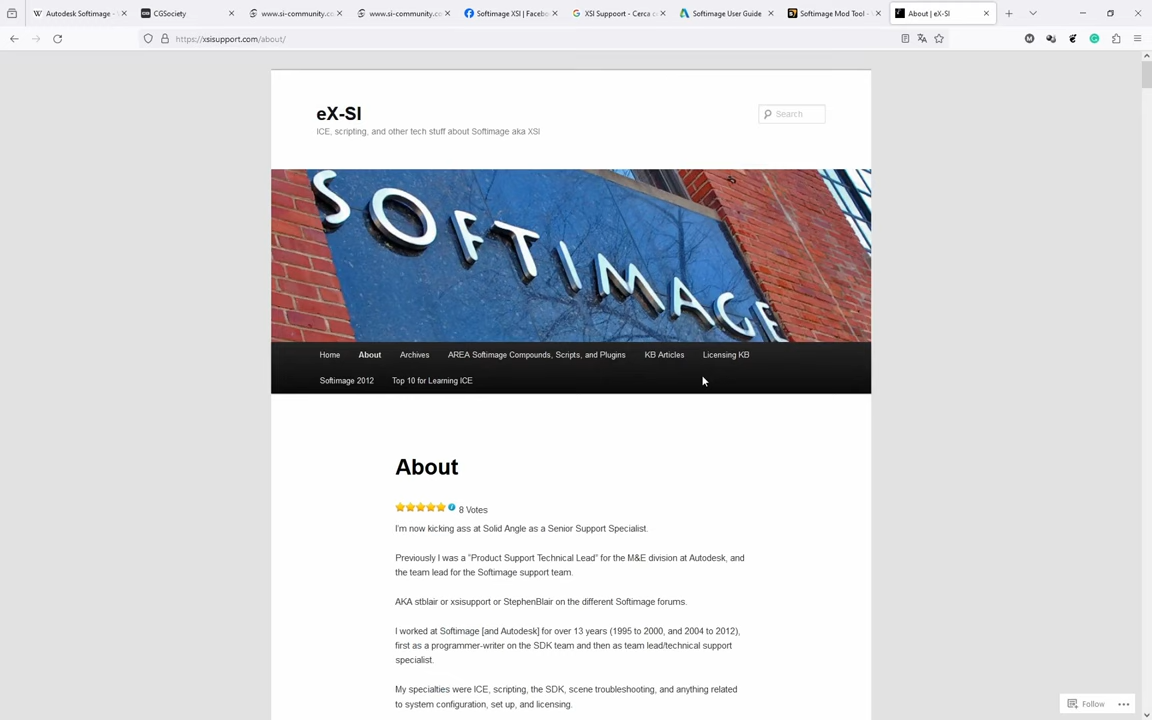 Autodesk Softimage -
CGSociety
www.si-community.co
www.si-community.co
Softimage XSI | Facebo
XSI Suppoort - Cerca co
Softimage User Guide
Softimage Mod Tool - V
About | eX-SI
https://xsisupport.com/about/
eX-SI
Search
ICE, scripting, and other tech stuff about Softimage aka XSI
SOFTIMAGE
Home About Archives AREA Softimage Compounds, Scripts, and Plugins KB Articles Licensing KB
Softimage 2012 Top 10 for Learning ICE
About
8 Votes
I'm now kicking ass at Solid Angle as a Senior Support Specialist.
Previously I was a "Product Support Technical Lead" for the M&E division at Autodesk, and
the team lead for the Softimage support team.
AKA stblair or xsisupport or StephenBlair on the different Softimage forums.
I worked at Softimage [and Autodesk] for over 13 years (1995 to 2000, and 2004 to 2012),
first as a programmer-writer on the SDK team and then as team lead/technical support
specialist.
My specialties were ICE, scripting, the SDK, scene troubleshooting, and anything related
to system configuration, set up, and licensing.
Follow